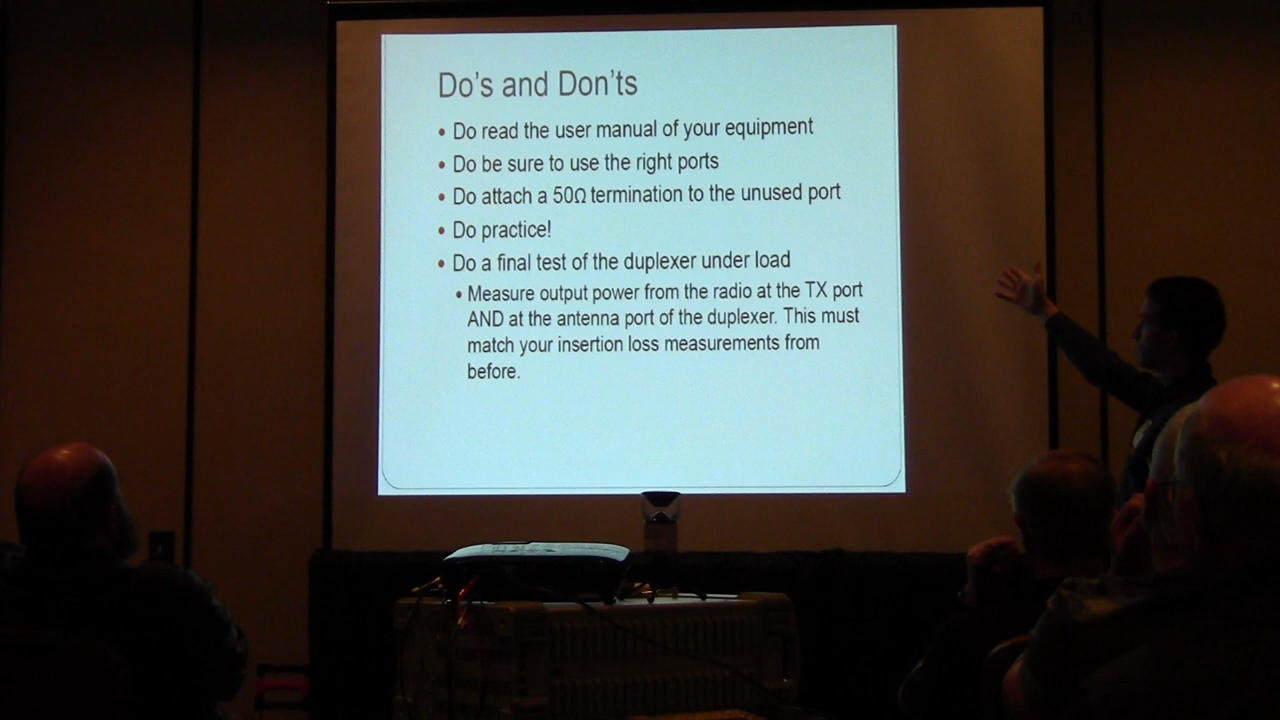 Do's and Don'ts
• Do read the user manual of your equipment
• Do be sure to use the right ports
• Do attach a 50Ω termination to the unused port
• Do practice!
• Do a final test of the duplexer under load
• Measure output power from the radio at the TX port
AND at the antenna port of the duplexer. This must
match your insertion loss measurements from
before.